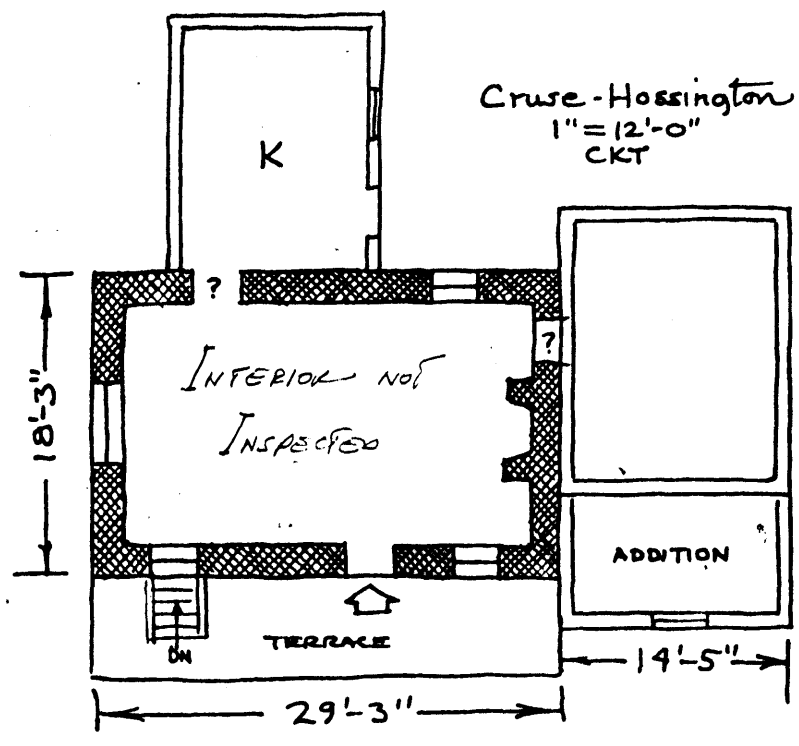 Cruse-Hossington
1"=12'-0"
CKT
K
?
?
INTERIOR NOT
INSPECTED
18'-3"
ADDITION
DN
TERRACE
14'-5"
29'-3"